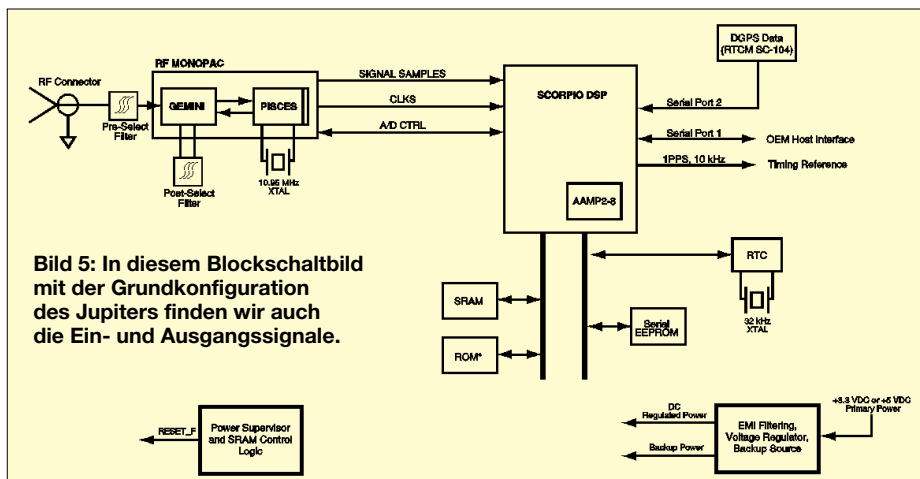 DGPS Data
(RTCM SC-104)
RF MONOPAC
RF Connector
SIGNAL SAMPLES
SCORPIO DSP
GEMINI
PISCES
CLKS
Serial Port 2
Pre-Select
Filter
A/D CTRL
Serial Port 1
OEM Host Interface
1PPS, 10 kHz
Timing Reference
Post-Select
Filter
10.95 MHz
XTAL
AAMP2-8
Bild 5: In diesem Blockschaltbild
mit der Grundkonfiguration
des Jupiters finden wir auch
die Ein- und Ausgangssignale.
RTC
SRAM
Serial
EEPROM
32 kHz
XTAL
ROM*
RESET_F
Power Supervisor
and SRAM Control
Logic
DC
Regulated Power
Backup Power
EMI Filtering,
Voltage Regulator,
Backup Source
+3.3 VDC or +5 VDC
Primary Power